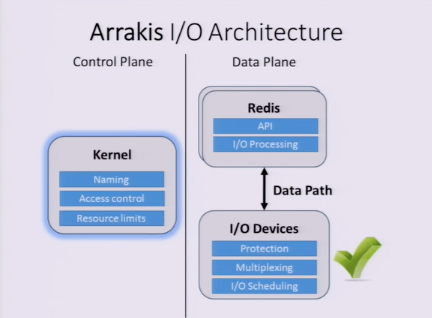 Arrakis I/O Architecture
Control Plane
Data Plane
Kernel
Naming
Access control
Resource limits
Redis
API
I/O Processing
Data Path
I/O Devices
Protection
Multiplexing
I/O Scheduling